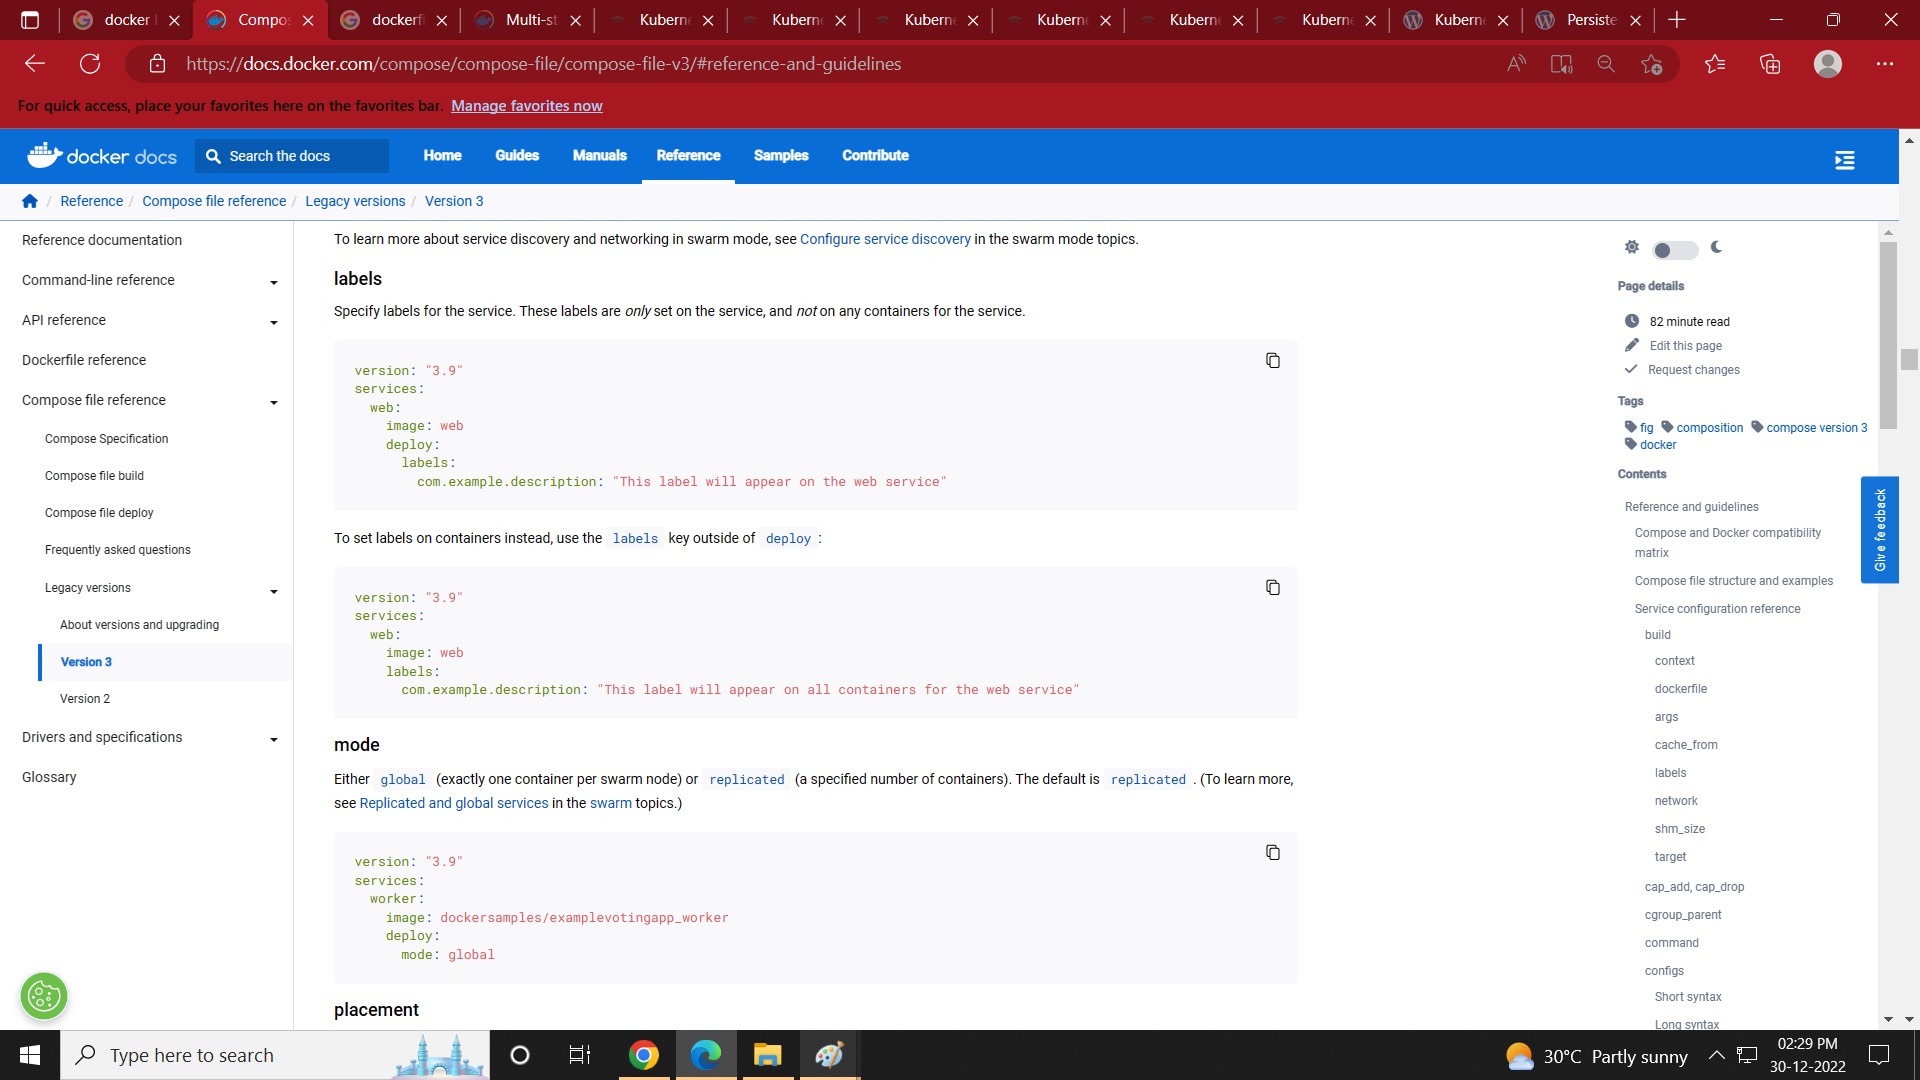 docker l
Compos
dockerfi
Multi-st
Kuberne
Kuberne
Kuberne
Kuberne
Kuberne
Kuberne
Kuberne
Persiste
https://docs.docker.com/compose/compose-file/compose-file-v3/#reference-and-guidelines
For quick access, place your favorites here on the favorites bar. Manage favorites now
docker docs
Search the docs
Home
Guides
Manuals
Reference
Samples
Contribute
/ Reference / Compose file reference / Legacy versions / Version 3
Reference documentation
Command-line reference
API reference
Dockerfile reference
Compose file reference
Compose Specification
Compose file build
Compose file deploy
Frequently asked questions
Legacy versions
About versions and upgrading
Version 3
Version 2
Drivers and specifications
Glossary
To learn more about service discovery and networking in swarm mode, see Configure service discovery in the swarm mode topics.
labels
Specify labels for the service. These labels are only set on the service, and not on any containers for the service.
version: "3.9"
services:
web:
image: web
deploy:
labels:
com.example.description: "This label will appear on the web service"
To set labels on containers instead, use the labels key outside of deploy :
version: "3.9"
services:
web:
image: web
labels:
com.example.description: "This label will appear on all containers for the web service"
mode
Either global (exactly one container per swarm node) or replicated (a specified number of containers). The default is replicated . (To learn more,
see Replicated and global services in the swarm topics.)
version: "3.9"
services:
worker:
image: dockersamples/examplevotingapp_worker
deploy:
mode: global
placement
Page details
82 minute read
Edit this page
Request changes
Tags
fig composition compose version 3
docker
Contents
Reference and guidelines
Compose and Docker compatibility
matrix
Compose file structure and examples
Service configuration reference
build
context
dockerfile
args
cache_from
labels
network
shm_size
target
cap_add, cap_drop
cgroup_parent
command
configs
Short syntax
Long syntax
Give feedback
Type here to search
30°C Partly sunny
02:29 PM
30-12-2022